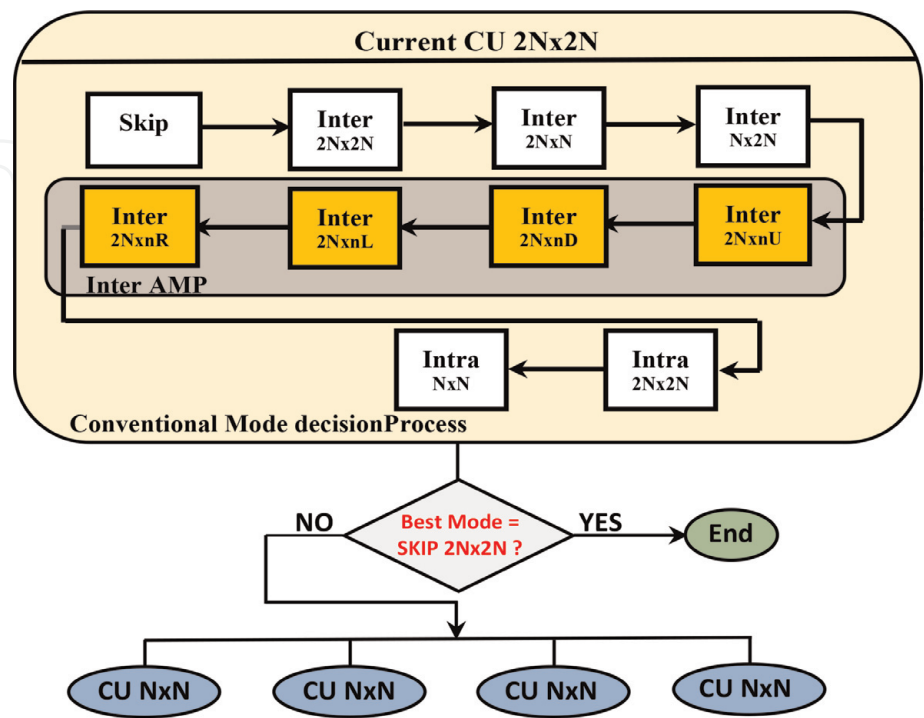 Current CU 2Nx2N
Skip
Inter
2Nx2N
Inter
2NxN
Inter
Nx2N
Inter
2NxnR
Inter
2NxnL
Inter
2NxnD
Inter
2NxnU
Inter AMP
Intra
NxN
Intra
2Nx2N
Conventional Mode decisionProcess
NO
Best Mode =
SKIP 2Nx2N ?
YES
End
CU NxN
CU NxN
CU NxN
CU NxN